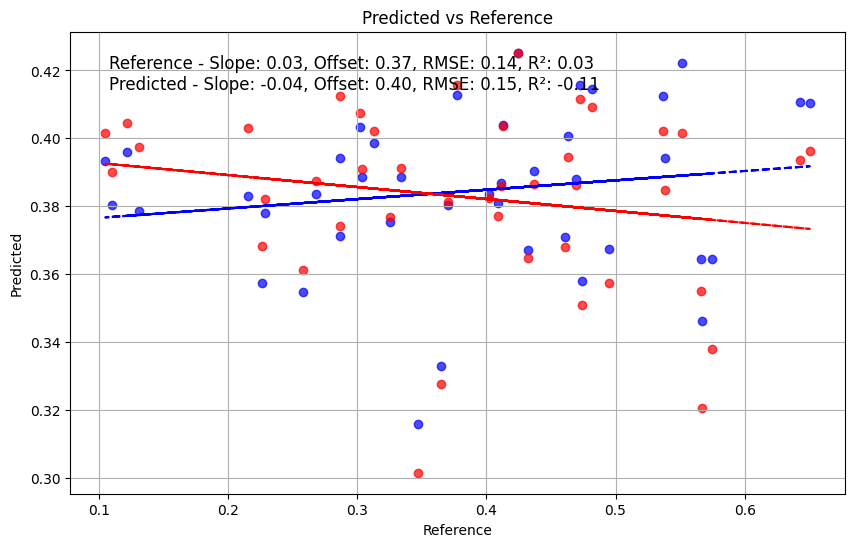 Predicted vs Reference
Reference - Slope: 0.03, Offset: 0.37, RMSE: 0.14, R²: 0.03
Predicted - Slope: -0.04, Offset: 0.40, RMSE: 0.15, R²: -0.11
0.42
0.40
0.38
0.36
0.34
0.32
0.30
Predicted
0.1 0.2 0.3 0.4 0.5 0.6
Reference